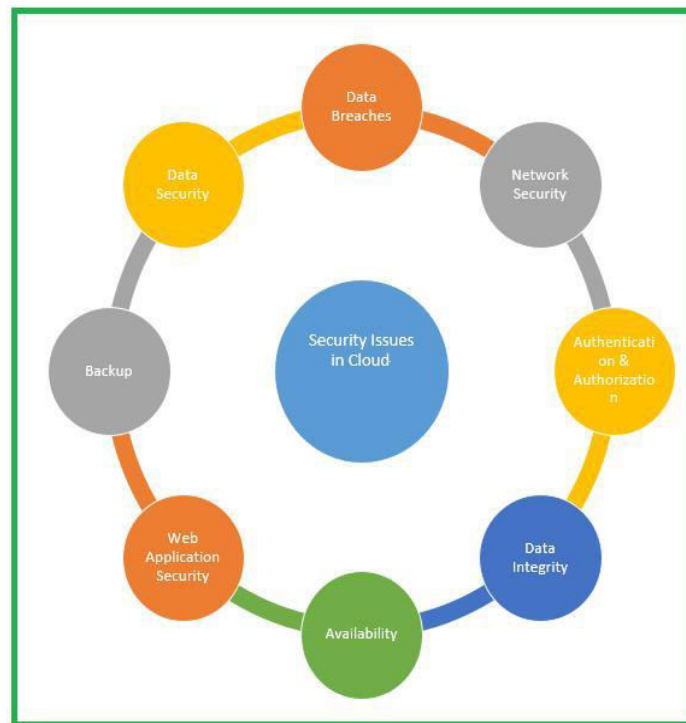 Data
Breaches
Network
Security
Authenticati
on &
Authorizatio
n
Data
Integrity
Availability
Web
Application
Security
Backup
Data
Security
Security Issues
in Cloud